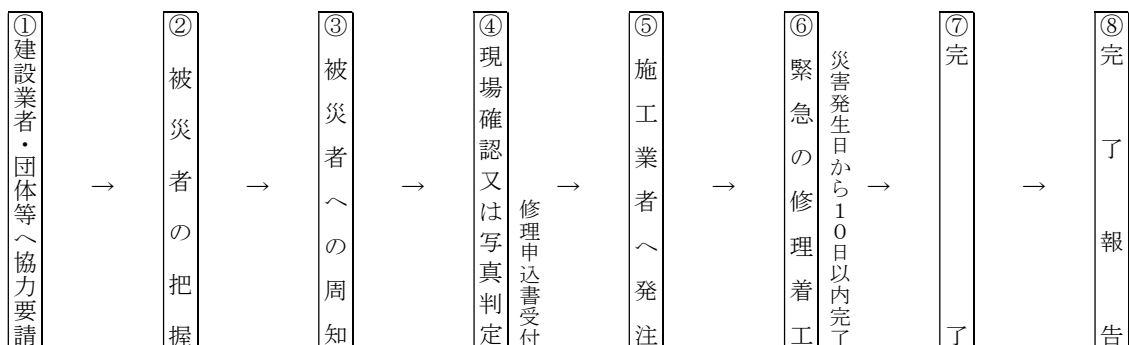 ①建設業者・団体等へ協力要請
→
②被災者の把握
→
③被災者への周知
→
④現場確認又は写真判定
修理申込書受付
→
⑤施工業者へ発注
→
⑥緊急の修理着工
災害発生日から10日以内完了
→
⑦完了
→
⑧完了報告